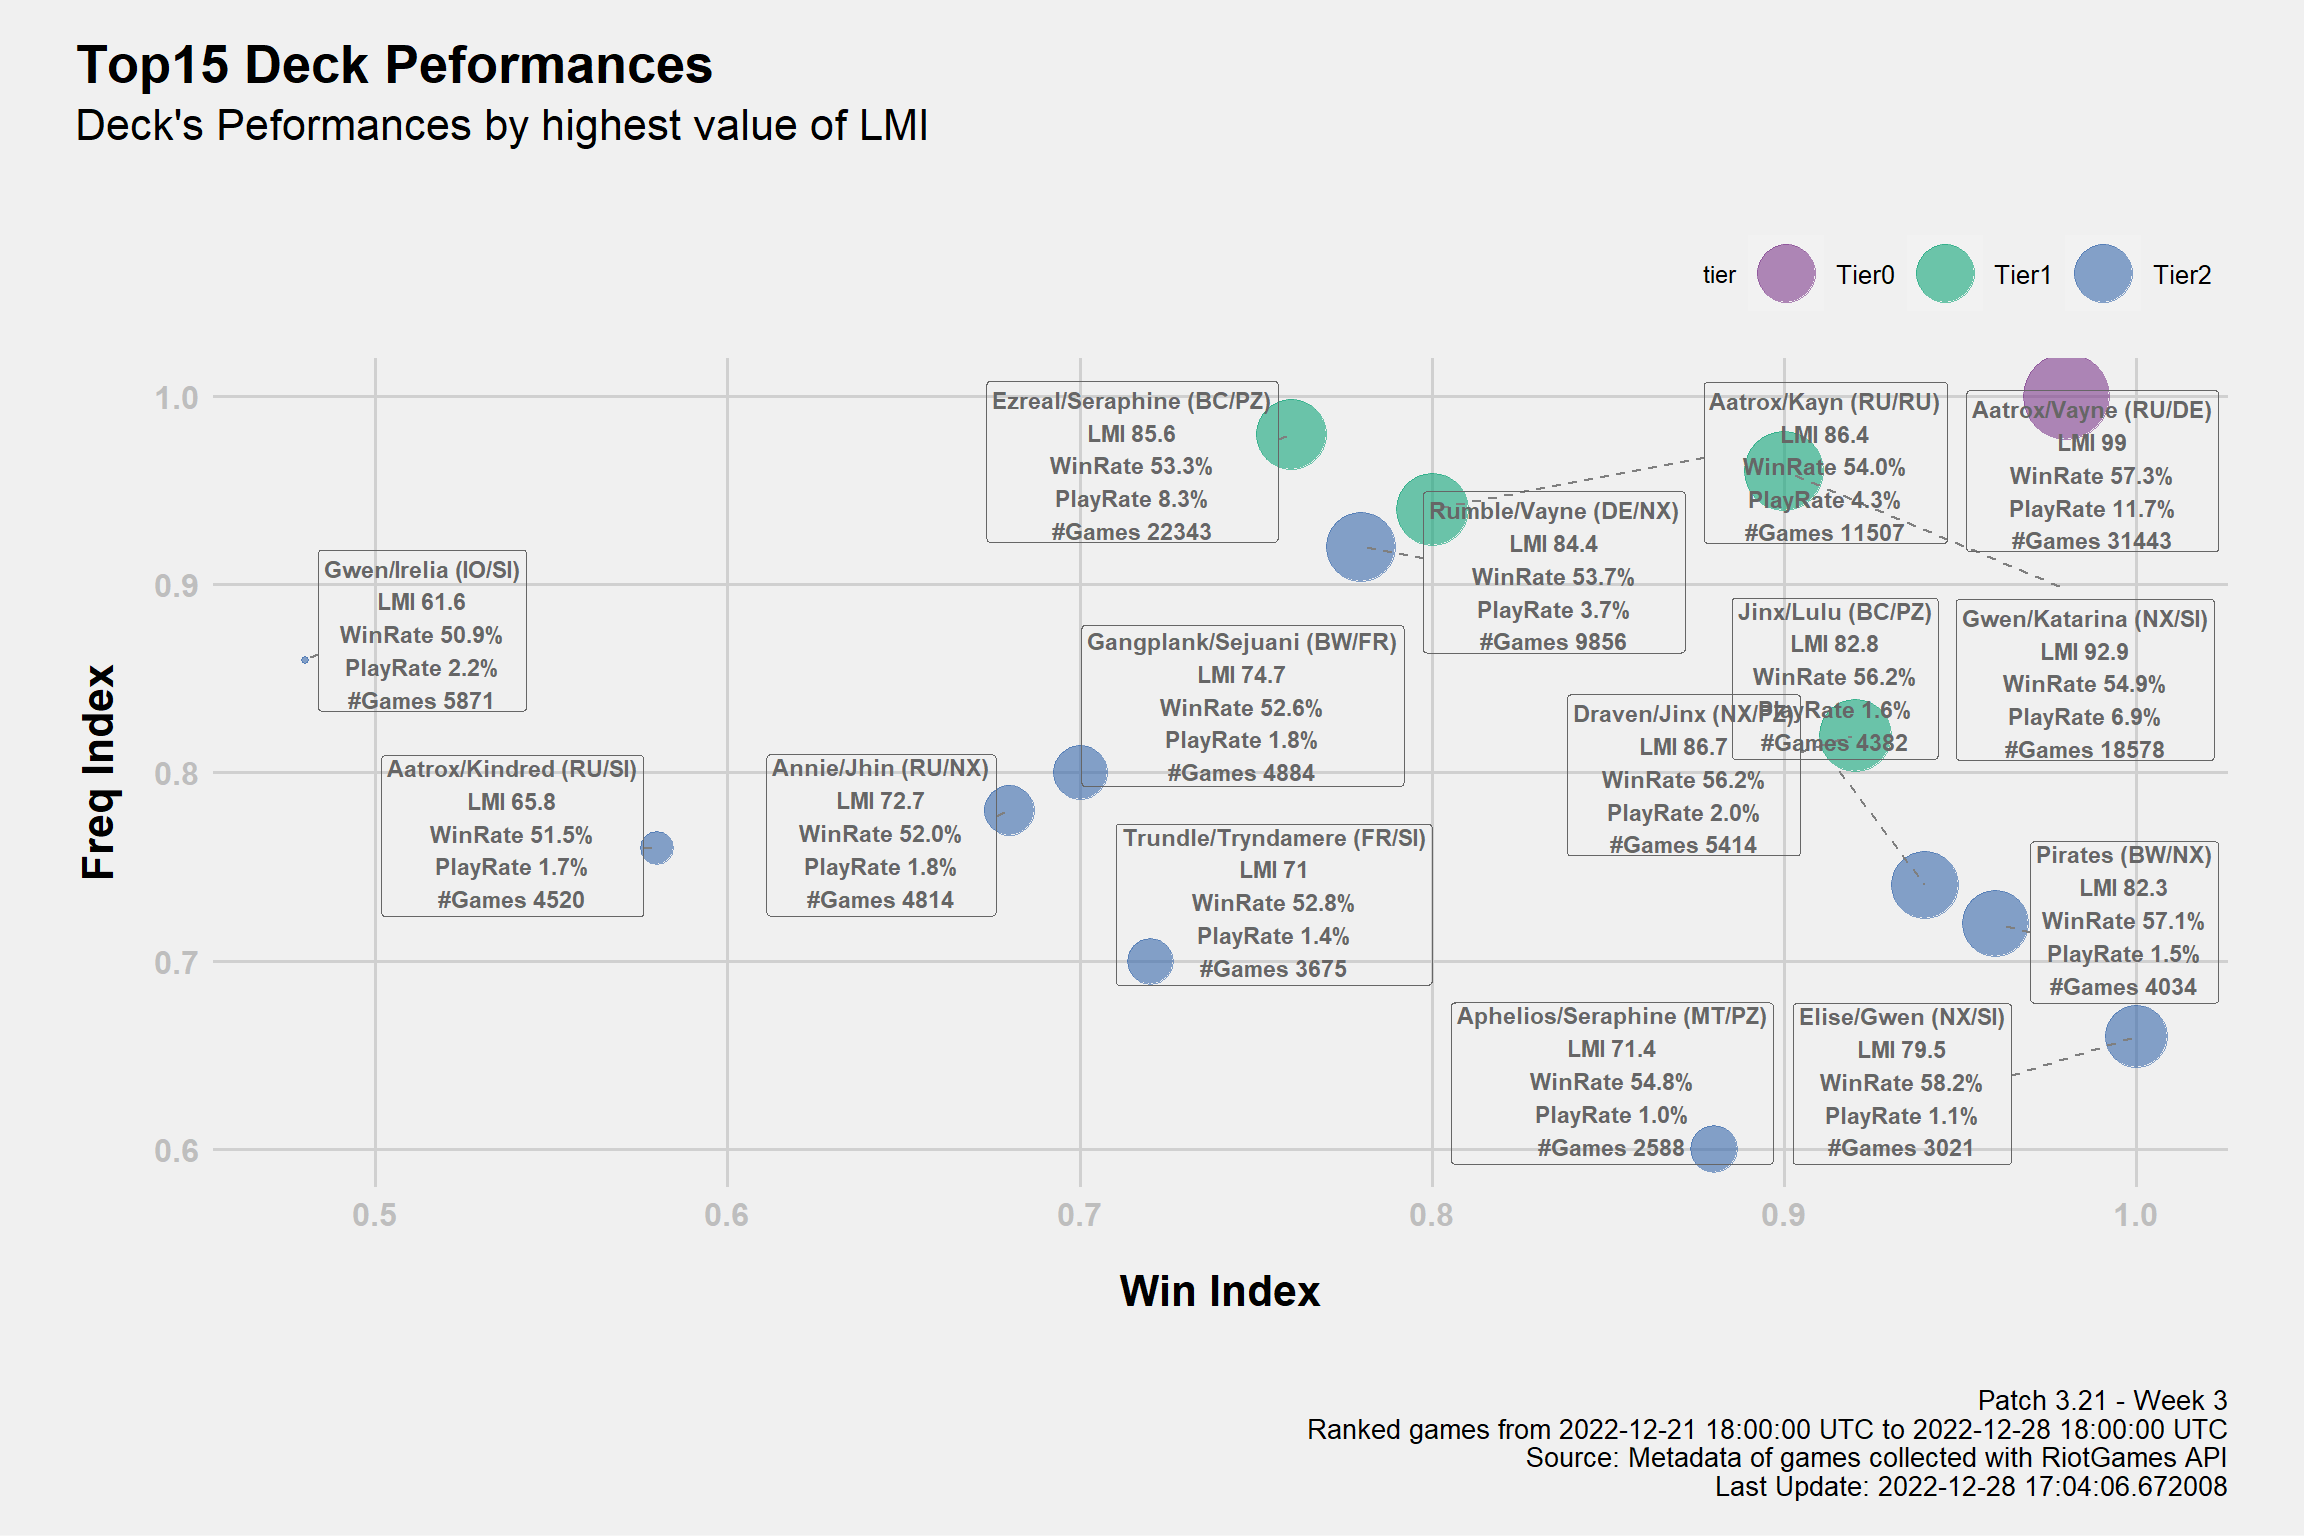 Top15 Deck Peformances
Deck's Peformances by highest value of LMI
tier Tier0 Tier1 Tier2
Freq Index
1.0
0.9
0.8
0.7
0.6
Ezreal/Seraphine (BC/PZ)
LMI 85.6
WinRate 53.3%
PlayRate 8.3%
#Games 22343
Aatrox/Kayn (RU/RU)
LMI 86.4
WinRate 54.0%
PlayRate 4.3%
#Games 11507
Aatrox/Vayne (RU/DE)
LMI 99
WinRate 57.3%
PlayRate 11.7%
#Games 31443
Rumble/Vayne (DE/NX)
LMI 84.4
WinRate 53.7%
PlayRate 3.7%
#Games 9856
Gwen/Irelia (IO/SI)
LMI 61.6
WinRate 50.9%
PlayRate 2.2%
#Games 5871
Gangplank/Sejuani (BW/FR)
LMI 74.7
WinRate 52.6%
PlayRate 1.8%
#Games 4884
Jinx/Lulu (BC/PZ)
LMI 82.8
WinRate 56.2%
PlayRate 1.6%
#Games 4382
Gwen/Katarina (NX/SI)
LMI 92.9
WinRate 54.9%
PlayRate 6.9%
#Games 18578
Draven/Jinx (NX/PZ)
LMI 86.7
WinRate 56.2%
PlayRate 2.0%
#Games 5414
Aatrox/Kindred (RU/SI)
LMI 65.8
WinRate 51.5%
PlayRate 1.7%
#Games 4520
Annie/Jhin (RU/NX)
LMI 72.7
WinRate 52.0%
PlayRate 1.8%
#Games 4814
Trundle/Tryndamere (FR/SI)
LMI 71
WinRate 52.8%
PlayRate 1.4%
#Games 3675
Pirates (BW/NX)
LMI 82.3
WinRate 57.1%
PlayRate 1.5%
#Games 4034
Aphelios/Seraphine (MT/PZ)
LMI 71.4
WinRate 54.8%
PlayRate 1.0%
#Games 2588
Elise/Gwen (NX/SI)
LMI 79.5
WinRate 58.2%
PlayRate 1.1%
#Games 3021
0.5 0.6 0.7 0.8 0.9 1.0
Win Index
Patch 3.21 - Week 3
Ranked games from 2022-12-21 18:00:00 UTC to 2022-12-28 18:00:00 UTC
Source: Metadata of games collected with RiotGames API
Last Update: 2022-12-28 17:04:06.672008